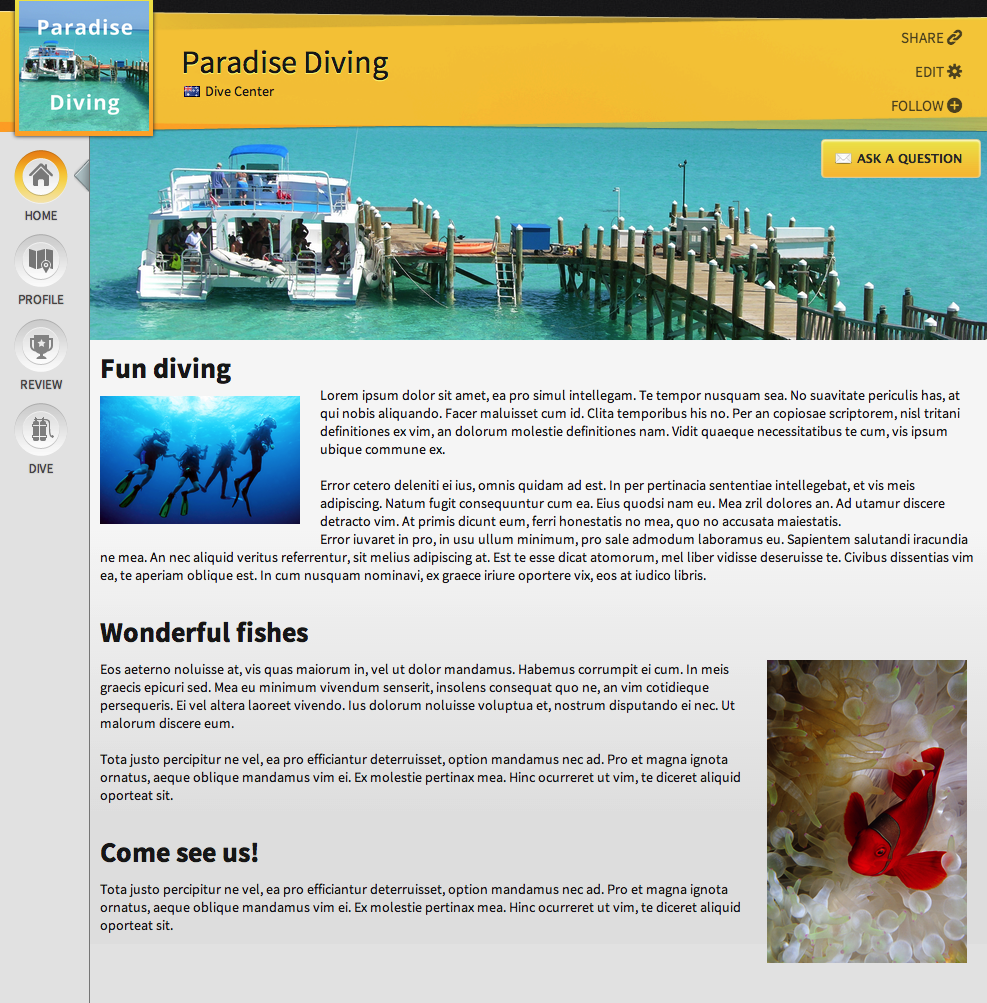 Paradise
Diving
Paradise Diving
Dive Center
SHARE
EDIT
FOLLOW
ASK A QUESTION
HOME
PROFILE
REVIEW
DIVE
Fun diving
Lorem ipsum dolor sit amet, ea pro simul intellegam. Te tempor nusquam sea. No suavitate periculis has, at
qui nobis aliquando. Facer maluisset cum id. Clita temporibus his no. Per an copiosae scriptorem, nisl tritani
definitiones ex vim, an dolorum molestie definitiones nam. Vidit quaeque necessitatibus te cum, vis ipsum
ubique commune ex.
Error cetero deleniti ei ius, omnis quidam ad est. In per pertinacia sententiae intellegebat, et vis meis
adipiscing. Natum fugit consequuntur cum ea. Eius quodsi nam eu. Mea zril dolores an. Ad utamur discere
detracto vim. At primis dicunt eum, ferri honestatis no mea, quo no accusata maiestatis.
Error iuvaret in pro, in usu ullum minimum, pro sale admodum laboramus eu. Sapientem salutandi iracundia
ne mea. An nec aliquid veritus referrentur, sit melius adipiscing at. Est te esse dicat atomorum, mel liber vidisse deseruisse te. Civibus dissentias vim
ea, te aperiam oblique est. In cum nusquam nominavi, ex graece iriure oportere vix, eos at iudico libris.
Wonderful fishes
Eos aeterno noluisse at, vis quas maiorum in, vel ut dolor mandamus. Habemus corrumpit ei cum. In meis
graecis epicuri sed. Mea eu minimum vivendum senserit, insolens consequat quo ne, an vim cotidieque
persequeris. Ei vel altera laoreet vivendo. Ius dolorum noluisse voluptua et, nostrum disputando ei nec. Ut
malorum discere eum.
Tota justo percipitur ne vel, ea pro efficiantur deterruisset, option mandamus nec ad. Pro et magna ignota
ornatus, aeque oblique mandamus vim ei. Ex molestie pertinax mea. Hinc ocurreret ut vim, te diceret aliquid
oporteat sit.
Come see us!
Tota justo percipitur ne vel, ea pro efficiantur deterruisset, option mandamus nec ad. Pro et magna ignota
ornatus, aeque oblique mandamus vim ei. Ex molestie pertinax mea. Hinc ocurreret ut vim, te diceret aliquid
oporteat sit.